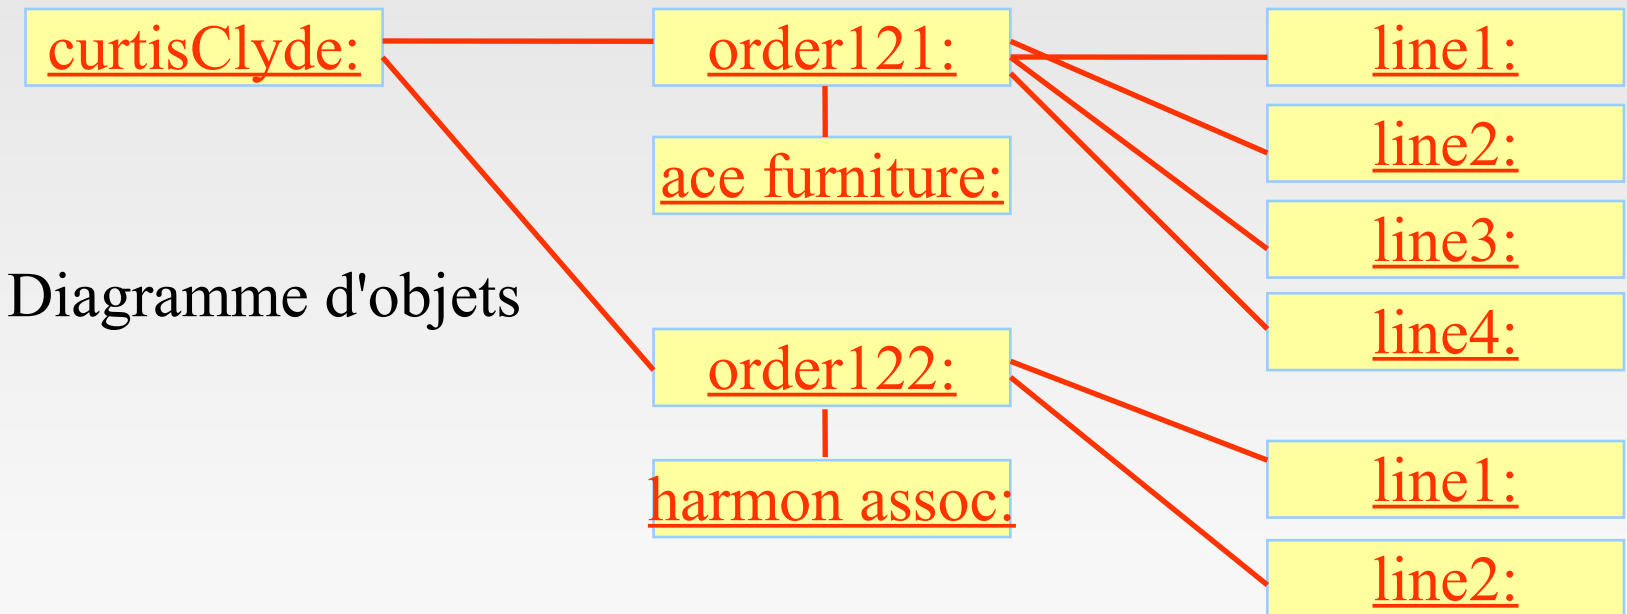 curtisClyde:
order121:
line1:
line2:
ace furniture:
line3:
Diagramme d'objets
line4:
order122:
line1:
harmon assoc:
line2: